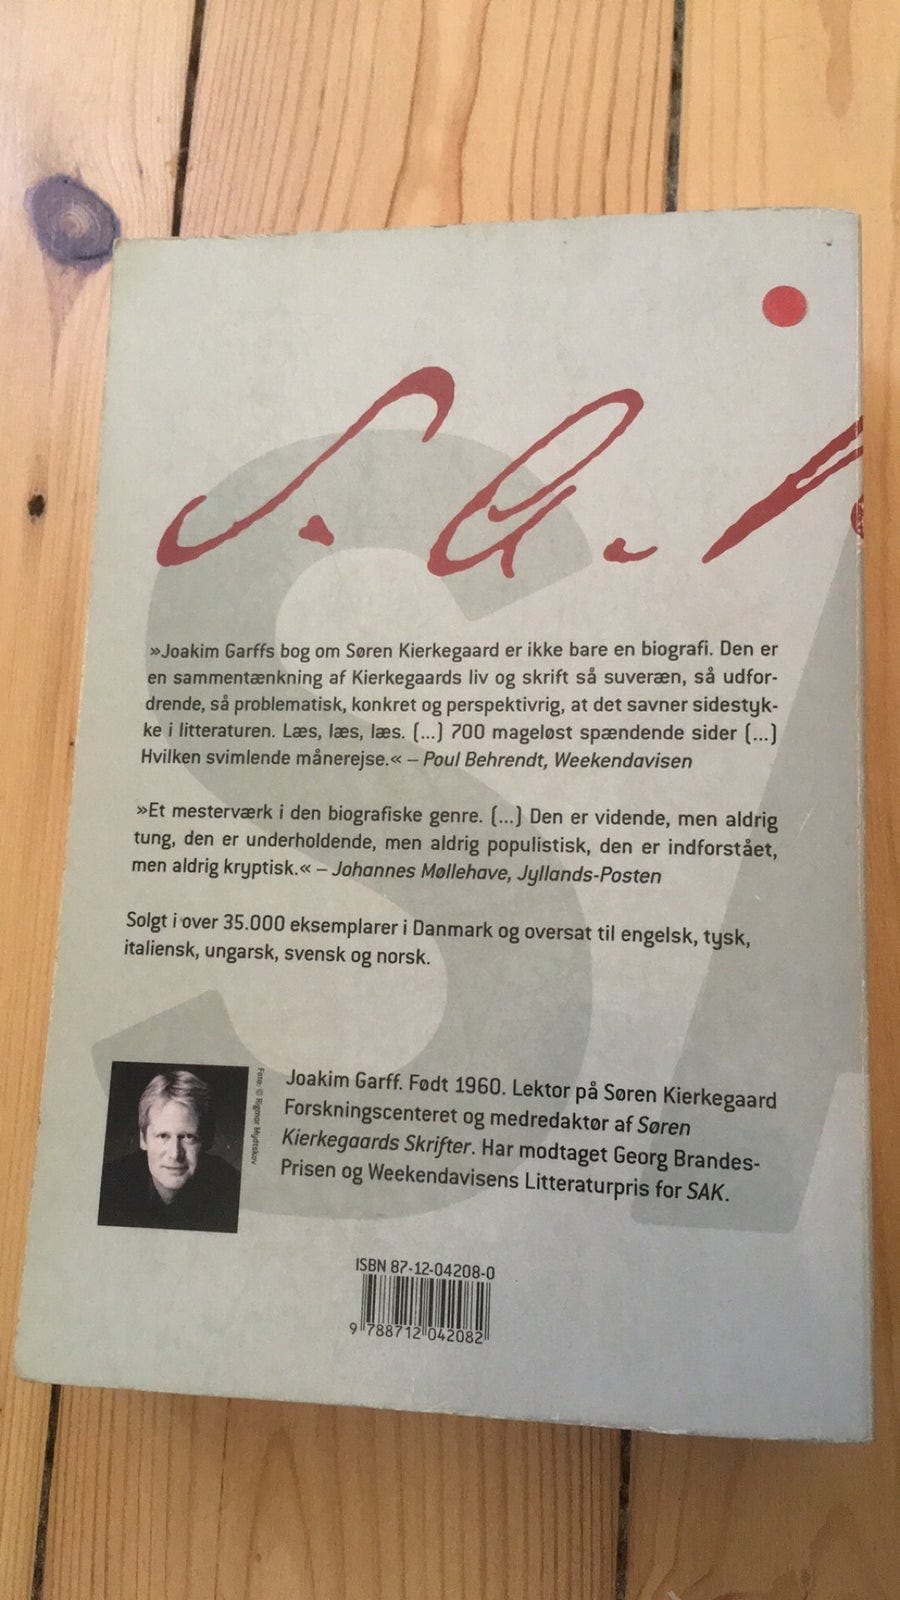 S. A.
»Joakim Garffs bog om Søren Kierkegaard er ikke bare en biografi. Den er
en sammentænkning af Kierkegaards liv og skrift så suveræn, så udfor-
drende, så problematisk, konkret og perspektivrig, at det savner sidestyk-
ke i litteraturen. Læs, læs, læs. (...) 700 mageløst spændende sider (...)
Hvilken svimlende månerejse.« – Poul Behrendt, Weekendavisen
»Et mesterværk i den biografiske genre. (...) Den er vidende, men aldrig
tung, den er underholdende, men aldrig populistisk, den er indforstået,
men aldrig kryptisk.« – Johannes Møllehave, Jyllands-Posten
Solgt i over 35.000 eksemplarer i Danmark og oversat til engelsk, tysk,
italiensk, ungarsk, svensk og norsk.
Foto: © Rigmor Mydtskov
Joakim Garff. Født 1960. Lektor på Søren Kierkegaard
Forskningscenteret og medredaktør af Søren
Kierkegaards Skrifter. Har modtaget Georg Brandes-
Prisen og Weekendavisens Litteraturpris for SAK.
ISBN 87-12-04208-0
9 788712 042082